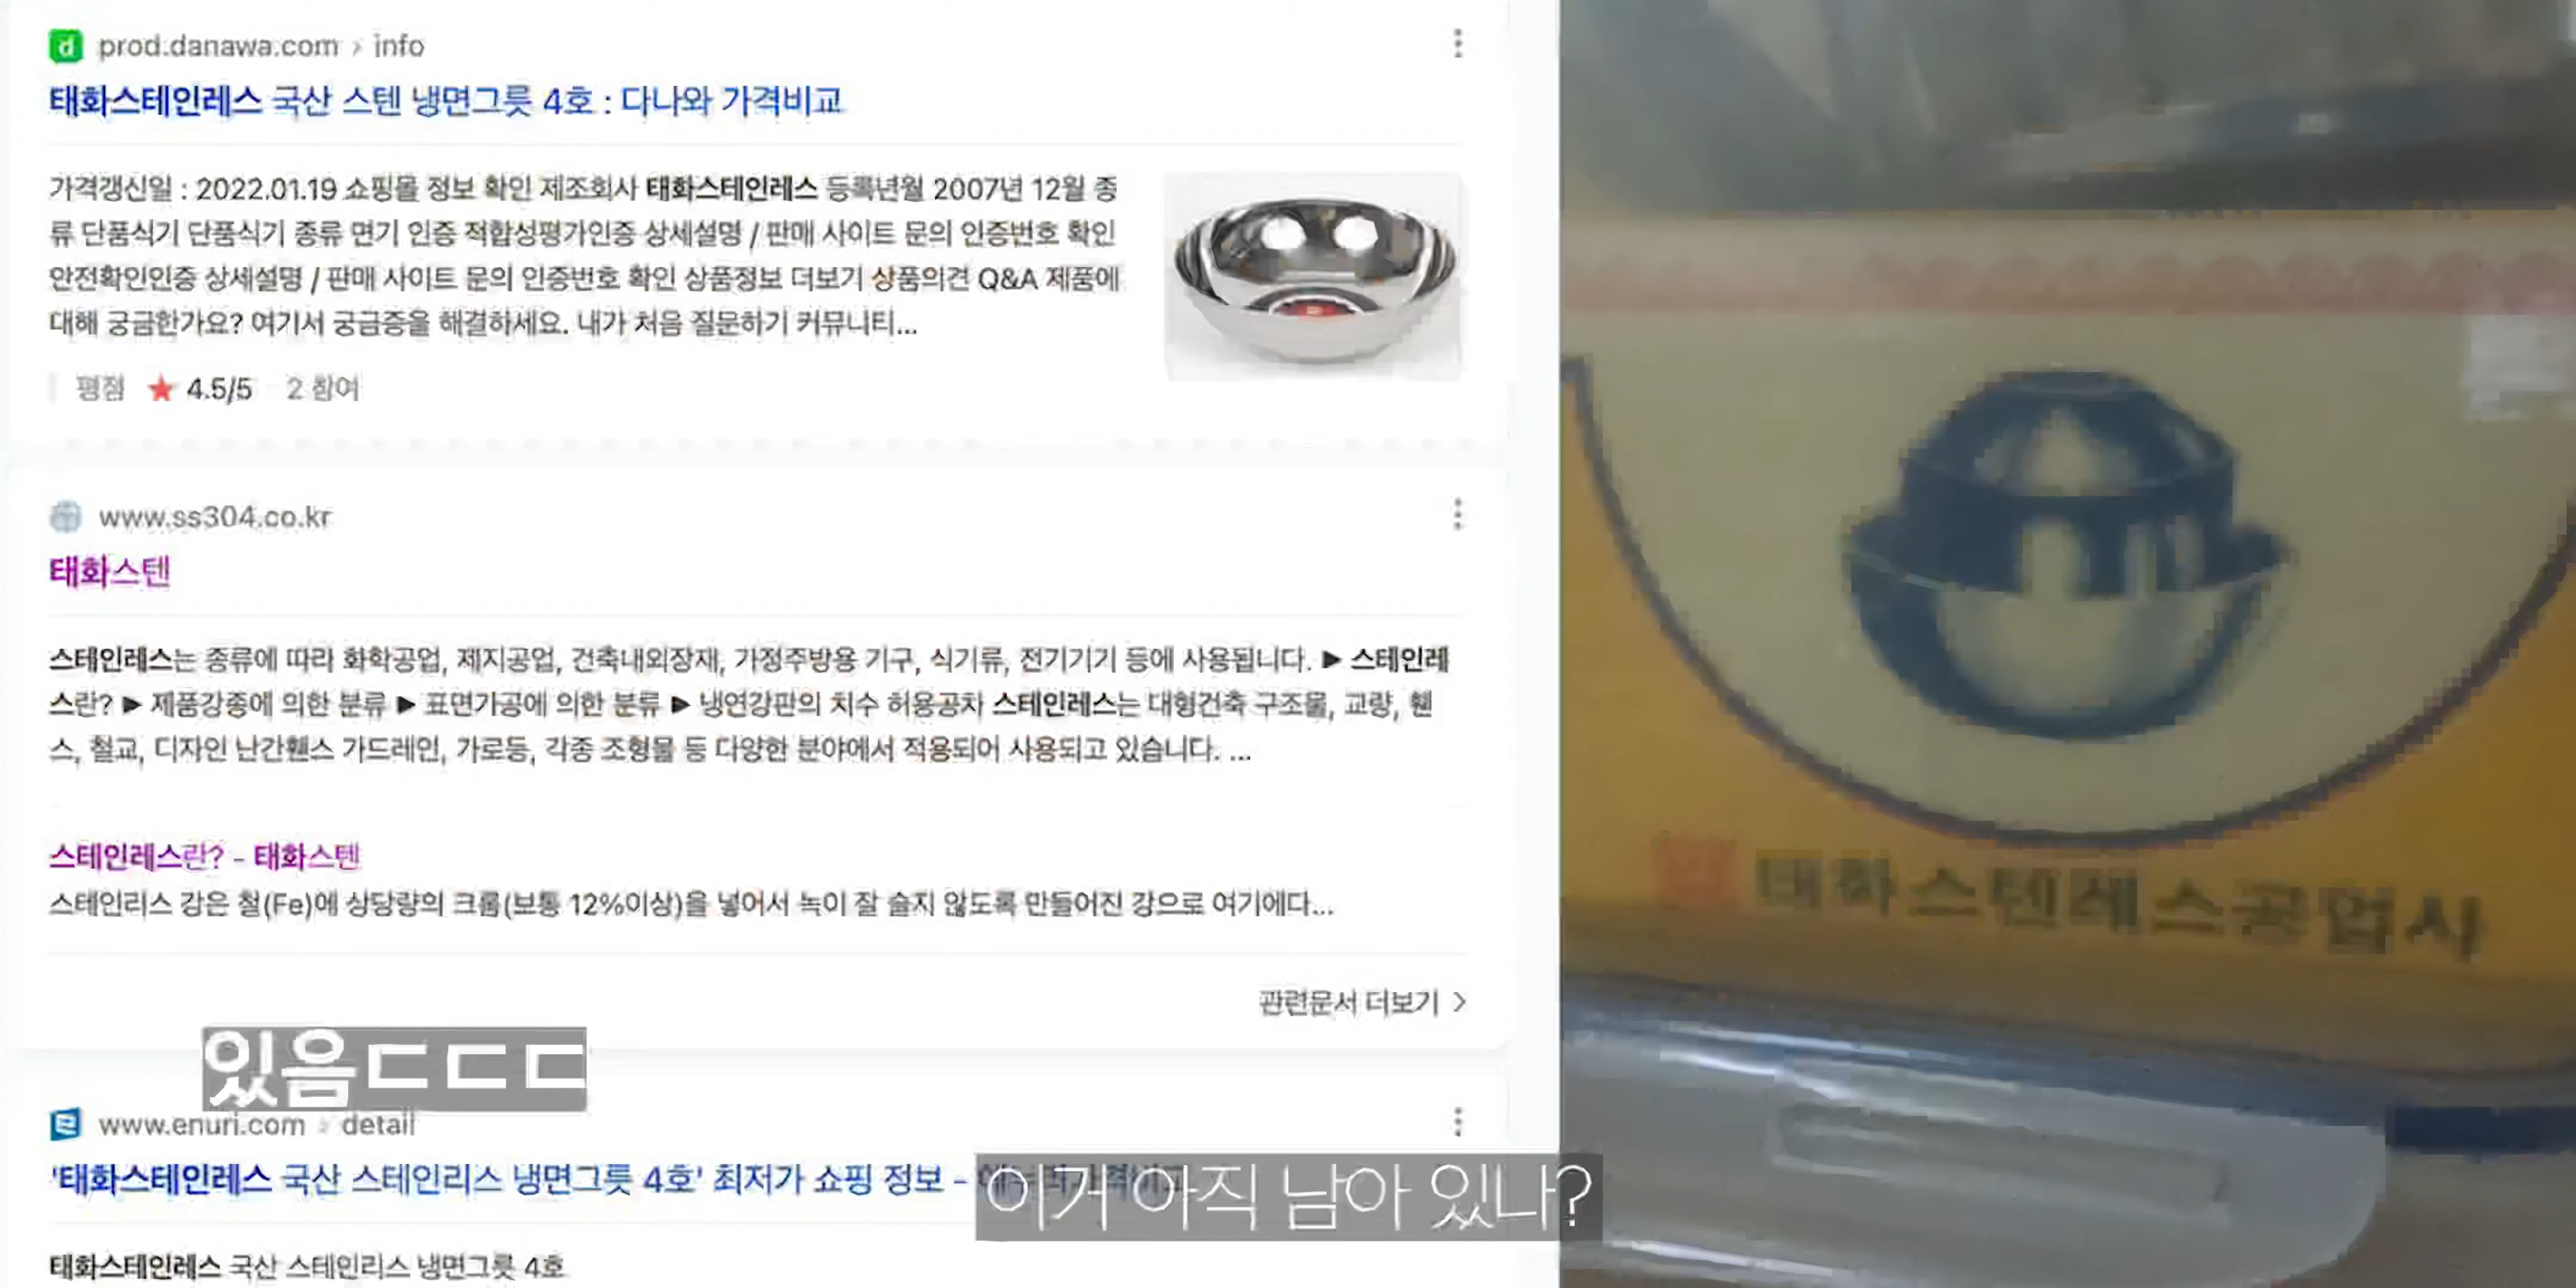 prod.danawa.com › info
태화스테인레스 국산 스텐 냉면그릇 4호 : 다나와 가격비교
가격갱신일 : 2022.01.19 쇼핑몰 정보 확인 제조회사 태화스테인레스 등록년월 2007년 12월 종
류 단품식기 단품식기 종류 면기 인증 적합성평가인증 상세설명 / 판매 사이트 문의 인증번호 확인
안전확인인증 상세설명 / 판매 사이트 문의 인증번호 확인 상품정보 더보기 상품의견 Q&A 제품에
대해 궁금한가요? 여기서 궁금증을 해결하세요. 내가 처음 질문하기 커뮤니티...
평점 ★ 4.5/5 2 참여
www.ss304.co.kr
태화스텐
스테인레스는 종류에 따라 화학공업, 제지공업, 건축내외장재, 가정주방용 기구, 식기류, 전기기기 등에 사용됩니다. ▶ 스테인레
스란? ▶ 제품강종에 의한 분류 ▶ 표면가공에 의한 분류 ▶ 냉연강판의 치수 허용공차 스테인레스는 대형건축 구조물, 교량, 휀
스, 철교, 디자인 난간휀스 가드레인, 가로등, 각종 조형물 등 다양한 분야에서 적용되어 사용되고 있습니다. ...
스테인레스란? - 태화스텐
스테인리스 강은 철(Fe)에 상당량의 크롬(보통 12%이상)을 넣어서 녹이 잘 슬지 않도록 만들어진 강으로 여기에다...
관련문서 더보기 >
있음ㄷㄷㄷ
www.enuri.com › detail
'태화스테인레스 국산 스테인리스 냉면그릇 4호' 최저가 쇼핑 정보 -
이거 아직 남아 있나?
태화스테인레스 국산 스테인리스 냉면그릇 4호
태화스텐레스공업사